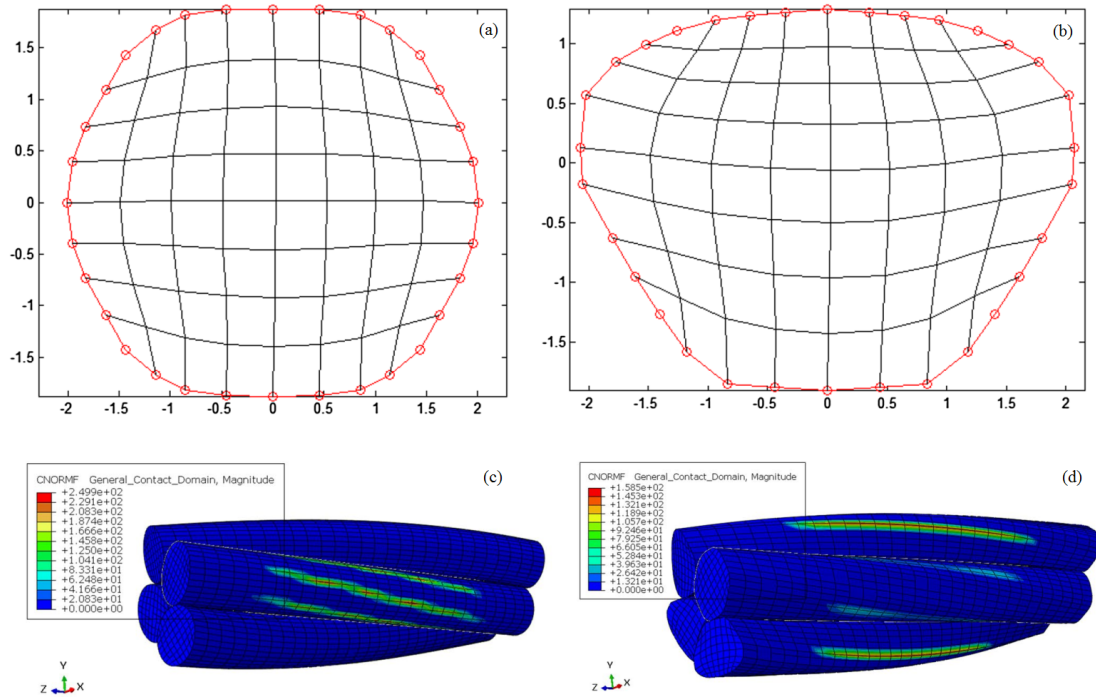 (a)
1.5
1
0.5
0
-0.5
-1
-1.5
-2 -1.5 -1 -0.5 0 0.5 1 1.5 2
(b)
1
0.5
0
-0.5
-1
-1.5
-2 -1.5 -1 -0.5 0 0.5 1 1.5 2
(c)
CNORMF General_Contact_Domain, Magnitude
+2.499e+02
+2.291e+02
+2.083e+02
+1.874e+02
+1.666e+02
+1.458e+02
+1.250e+02
+1.041e+02
+8.331e+01
+6.248e+01
+4.166e+01
+2.083e+01
+0.000e+00
Y
Z X
(d)
CNORMF General_Contact_Domain, Magnitude
+1.585e+02
+1.453e+02
+1.321e+02
+1.189e+02
+1.057e+02
+9.246e+01
+7.925e+01
+6.605e+01
+5.284e+01
+3.963e+01
+2.642e+01
+1.321e+01
+0.000e+00
Y
Z X